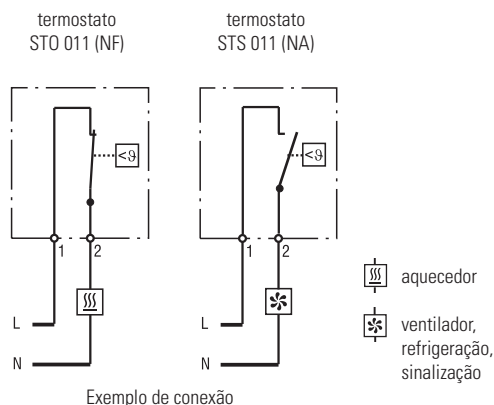 termostato
STO 011 (NF)
termostato
STS 011 (NA)
<ϑ
<ϑ
1 2
1 2
L
N
L
N
aquecedor
ventilador,
refrigeração,
sinalização
Exemplo de conexão